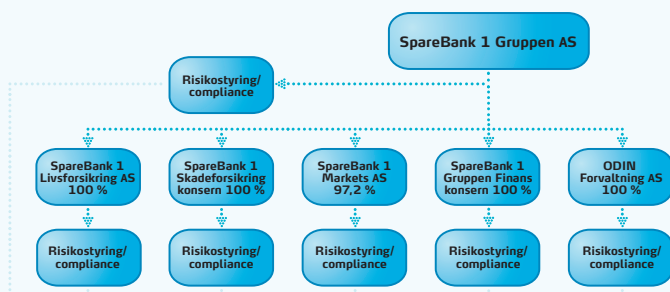 SpareBank 1 Gruppen AS
Risikostyring/
compliance
SpareBank 1
Livsforsikring AS
100 %
SpareBank 1
Skadeforsikring
konsern 100 %
SpareBank 1
Markets AS
97,2 %
SpareBank 1
Gruppen Finans
konsern 100 %
ODIN
Forvaltning AS
100 %
Risikostyring/
compliance
Risikostyring/
compliance
Risikostyring/
compliance
Risikostyring/
compliance
Risikostyring/
compliance